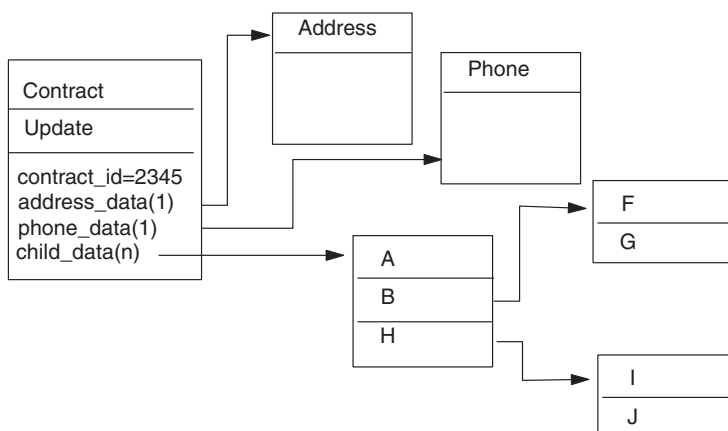 Address
Phone
Contract
Update
contract_id=2345
address_data(1)
phone_data(1)
child_data(n)
A
B
H
F
G
I
J